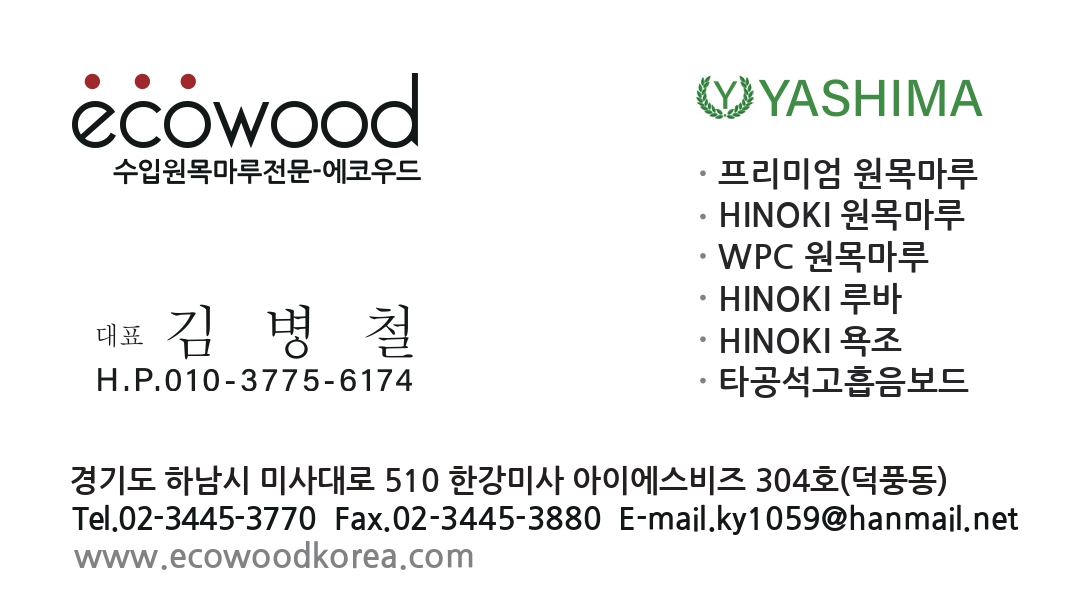 ecowood
수입원목마루전문-에코우드
대표 김 병 철
H.P.010-3775-6174
Y YASHIMA
· 프리미엄 원목마루
· HINOKI 원목마루
· WPC 원목마루
· HINOKI 루바
· HINOKI 욕조
· 타공석고흡음보드
경기도 하남시 미사대로 510 한강미사 아이에스비즈 304호(덕풍동)
Tel.02-3445-3770 Fax.02-3445-3880 E-mail.ky1059@hanmail.net
www.ecowoodkorea.com